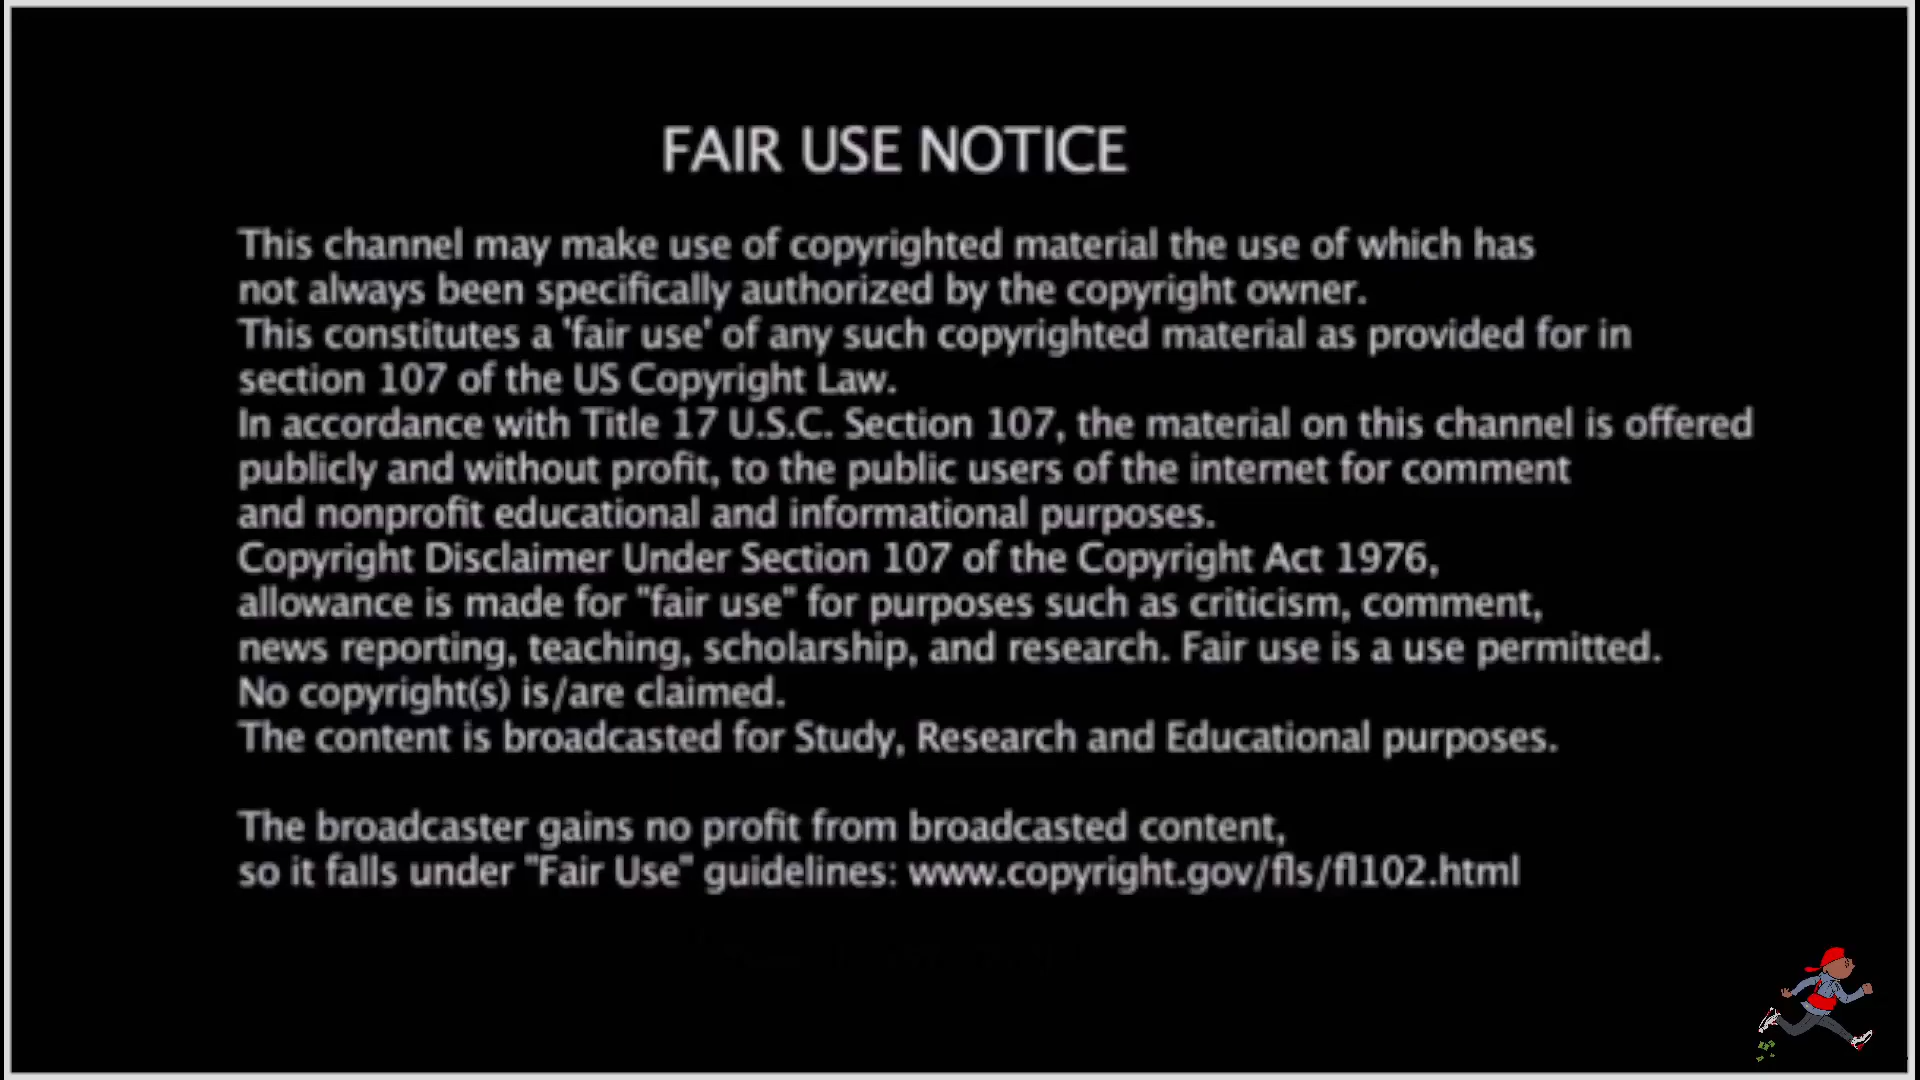 FAIR USE NOTICE
This channel may make use of copyrighted material the use of which has
not always been specifically authorized by the copyright owner.
This constitutes a 'fair use' of any such copyrighted material as provided for in
section 107 of the US Copyright Law.
In accordance with Title 17 U.S.C. Section 107, the material on this channel is offered
publicly and without profit, to the public users of the internet for comment
and nonprofit educational and informational purposes.
Copyright Disclaimer Under Section 107 of the Copyright Act 1976,
allowance is made for "fair use" for purposes such as criticism, comment,
news reporting, teaching, scholarship, and research. Fair use is a use permitted.
No copyright(s) is/are claimed.
The content is broadcasted for Study, Research and Educational purposes.
The broadcaster gains no profit from broadcasted content,
so it falls under "Fair Use" guidelines: www.copyright.gov/fls/fl102.html